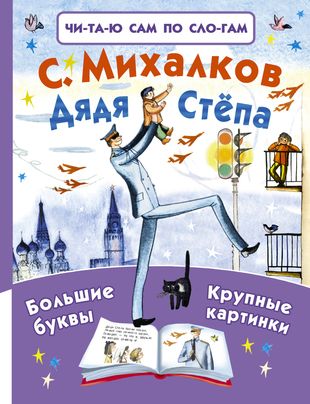 ЧИ-ТА-Ю САМ ПО СЛО-ГАМ
С. МИХАЛКОВ
ДЯДЯ СТЁПА
Большие
буквы
Крупные
картинки